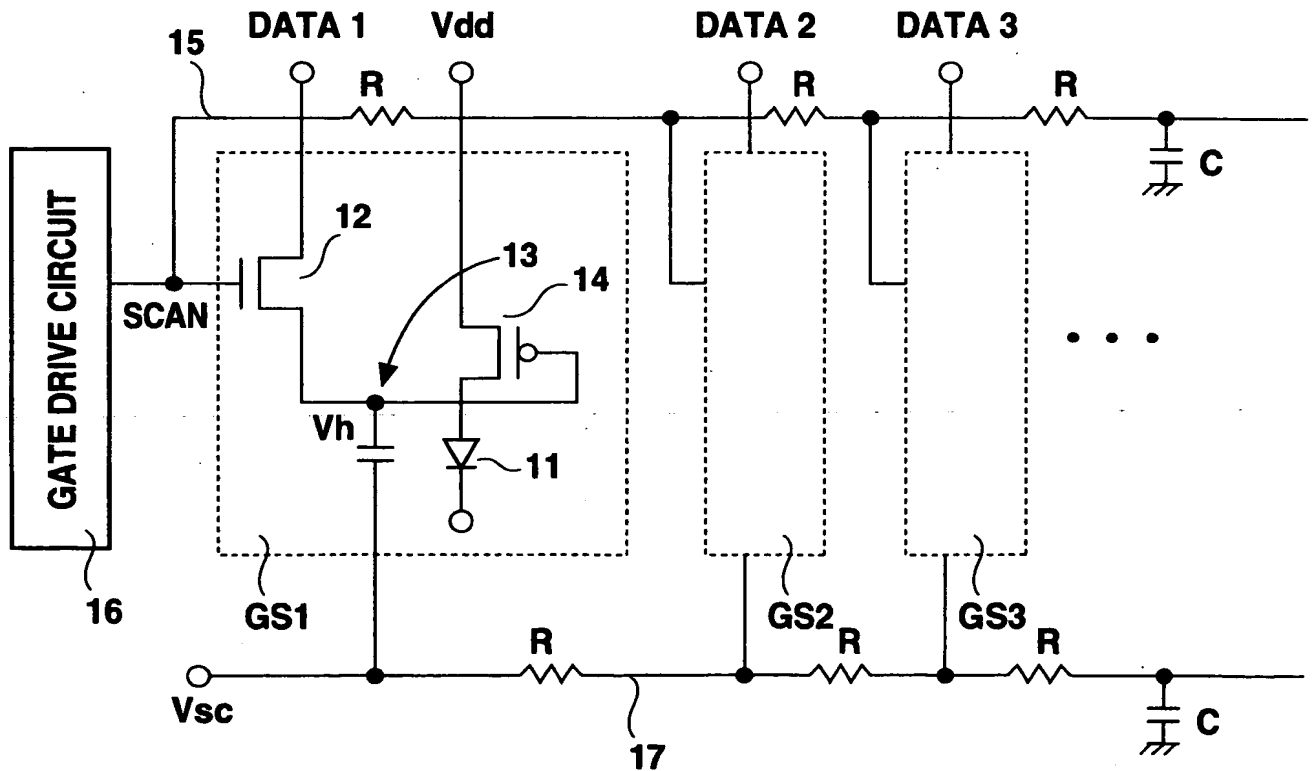 DATA 1 Vdd DATA 2 DATA 3
15
R R R
C
12
13
14
SCAN
GATE DRIVE CIRCUIT
Vh
11
16
GS1 GS2 GS3
R R R
Vsc
C
17